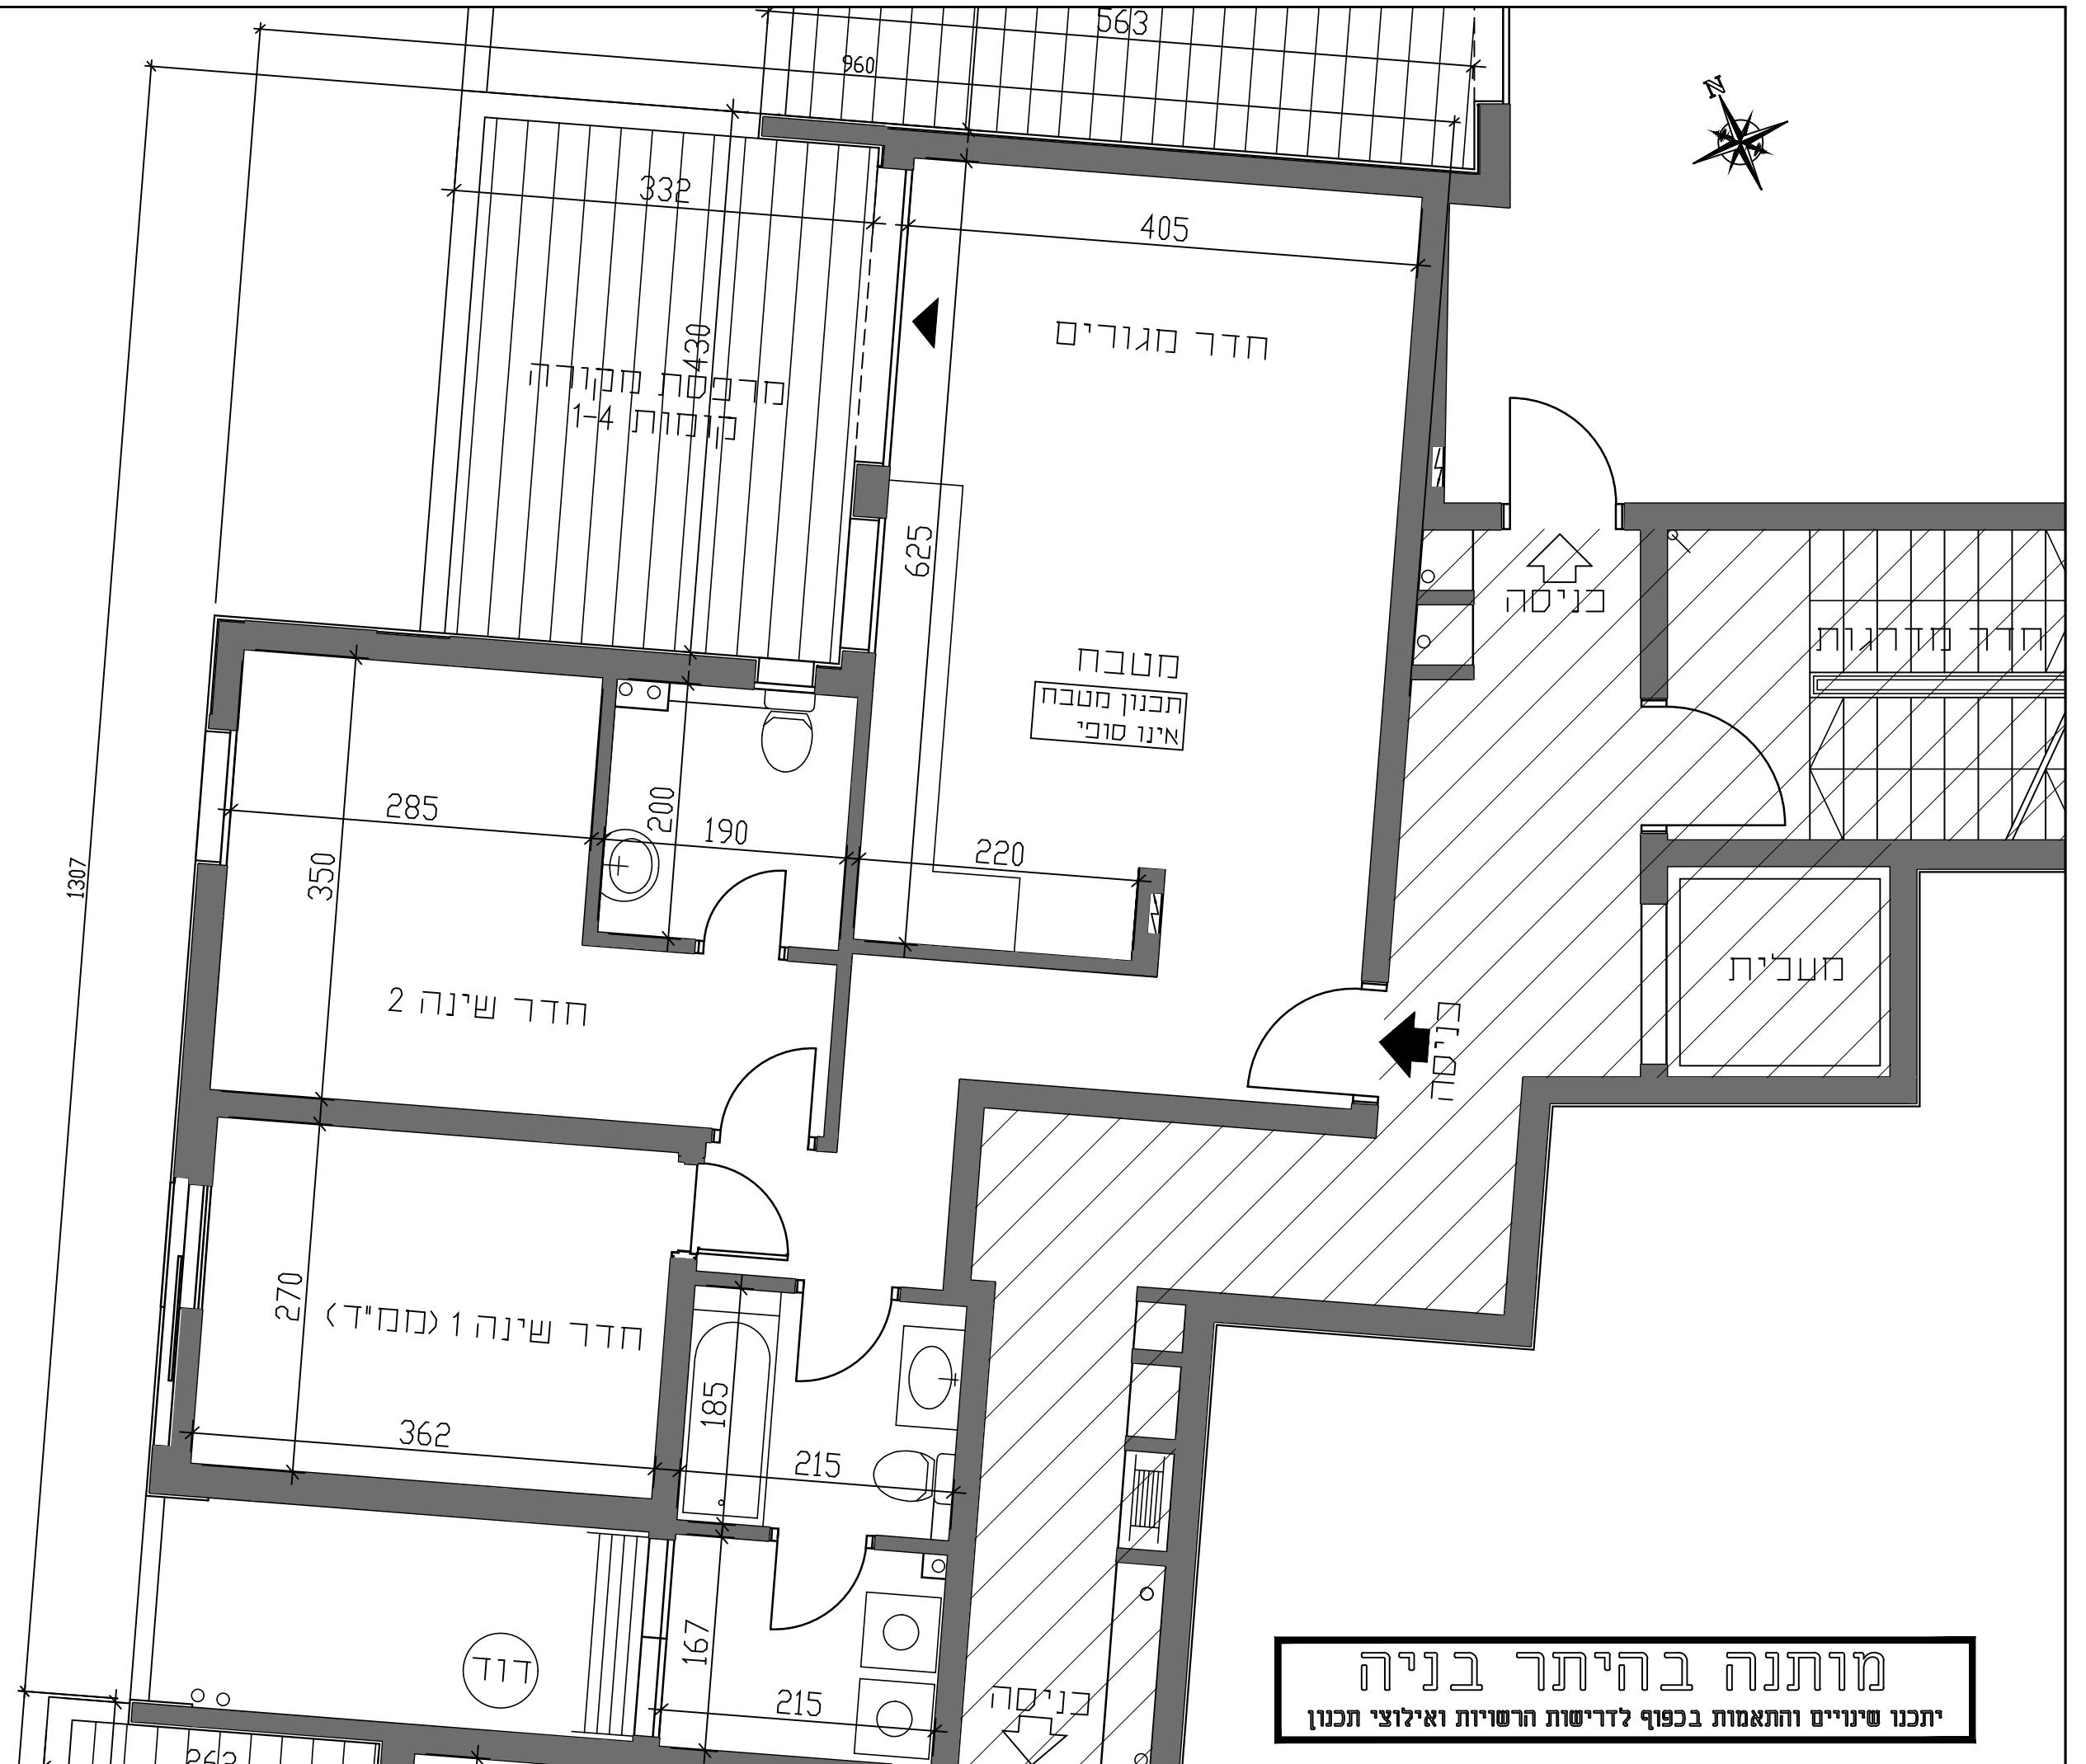 563
960
N
332
405
430
חדר מגורים
מרפסת מקורה
קומות 1-4
625
כניסה
חדר מדרגות
מטבח
תכנון מטבח
אינו סופי
285
200
190
220
350
1307
מעלית
חדר שינה 2
כניסה
270
חדר שינה 1 (ממ"ד)
185
362
215
167
דוד
215
כניסה
262
מותנה בהיתר בניה
יתכנו שינויים והתאמות בכפוף לדרישות הרשויות ואילוצי תכנון